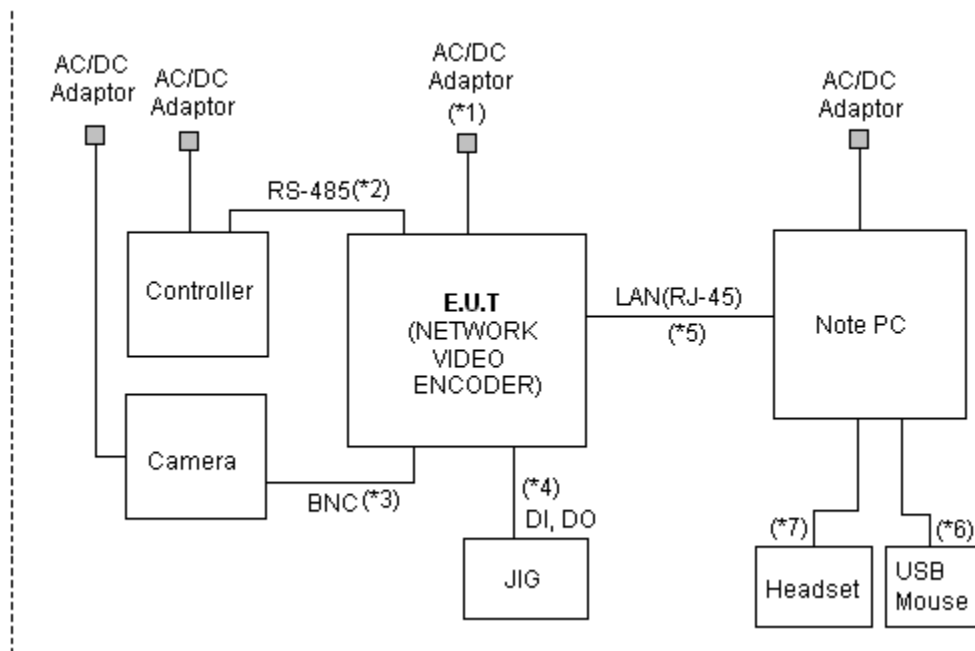 AC/DC
Adaptor
AC/DC
Adaptor
AC/DC
Adaptor
(*1)
AC/DC
Adaptor
RS-485(*2)
Controller
E.U.T
(NETWORK
VIDEO
ENCODER)
LAN(RJ-45)
(*5)
Note PC
Camera
BNC(*3)
(*4)
DI, DO
JIG
(*7)
Headset
(*6)
USB
Mouse